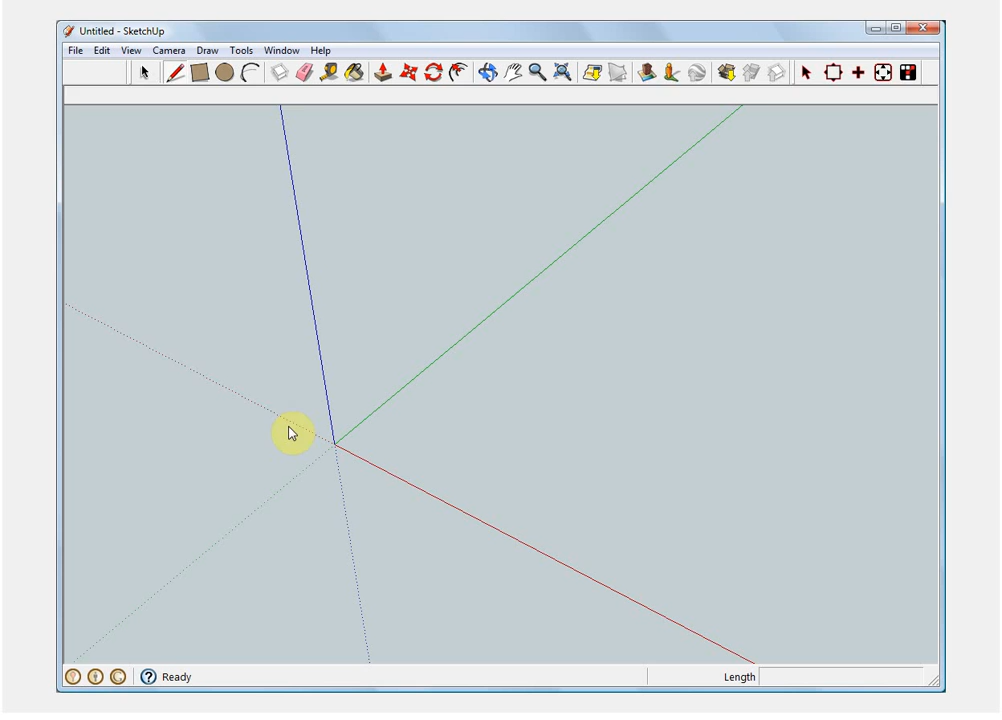 Untitled - SketchUp
File Edit View Camera Draw Tools Window Help
Ready Length